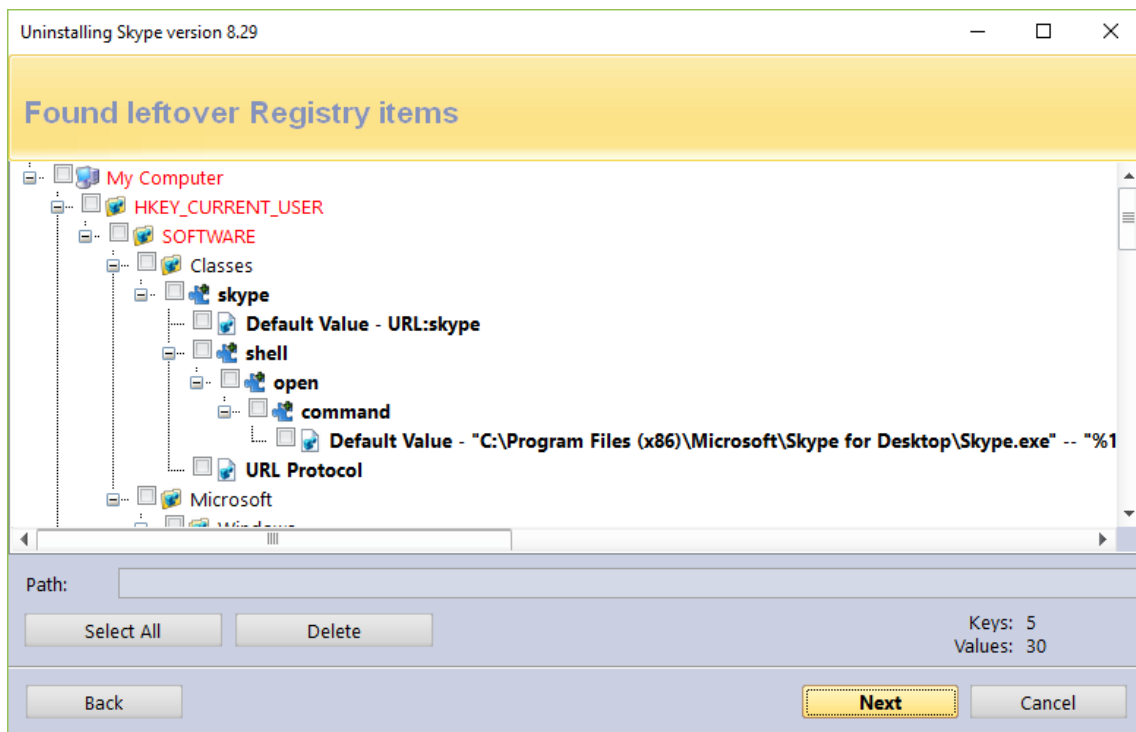 Uninstalling Skype version 8.29
Found leftover Registry items
My Computer
HKEY_CURRENT_USER
SOFTWARE
Classes
skype
Default Value - URL:skype
shell
open
command
Default Value - "C:\Program Files (x86)\Microsoft\Skype for Desktop\Skype.exe" -- "%1
URL Protocol
Microsoft
Windows
Path:
Select All Delete Keys: 5
Values: 30
Back Next Cancel